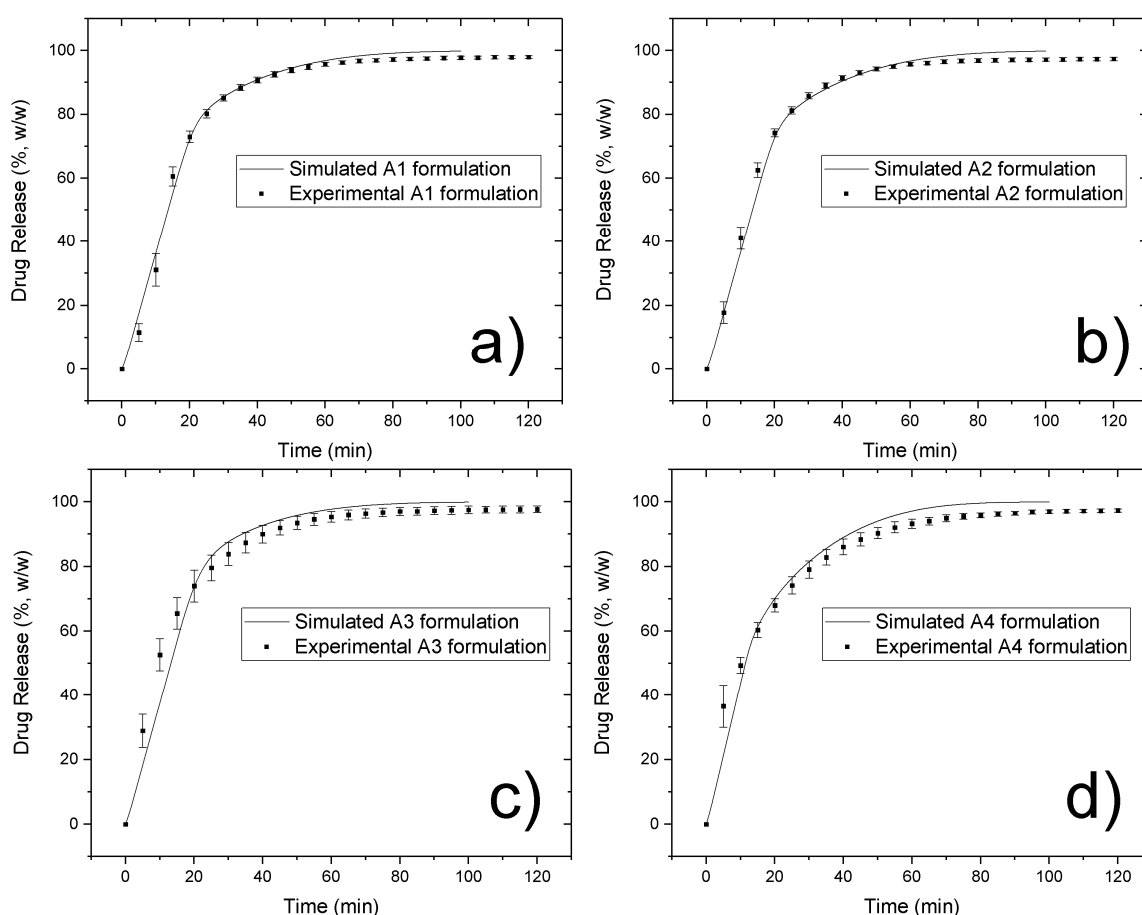 100
80
60
40
20
0
Drug Release (%, w/w)
Simulated A1 formulation
Experimental A1 formulation
a)
0 20 40 60 80 100 120
Time (min)
100
80
60
40
20
0
Drug Release (%, w/w)
Simulated A2 formulation
Experimental A2 formulation
b)
0 20 40 60 80 100 120
Time (min)
100
80
60
40
20
0
Drug Release (%, w/w)
Simulated A3 formulation
Experimental A3 formulation
c)
0 20 40 60 80 100 120
Time (min)
100
80
60
40
20
0
Drug Release (%, w/w)
Simulated A4 formulation
Experimental A4 formulation
d)
0 20 40 60 80 100 120
Time (min)